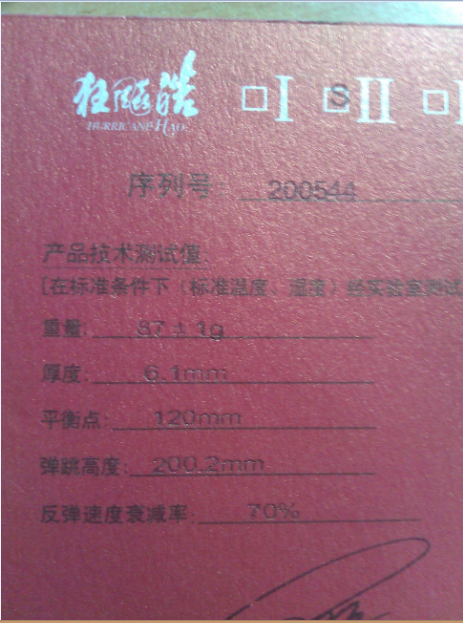 狂飚皓 □I □S II □I
HURRICANE HAO
序列号 200544
产品技术测试值
[在标准条件下（标准温度、湿度）经实验室测试
重量: 87±1g
厚度: 6.1mm
平衡点: 120mm
弹跳高度: 200.2mm
反弹速度衰减率: 70%